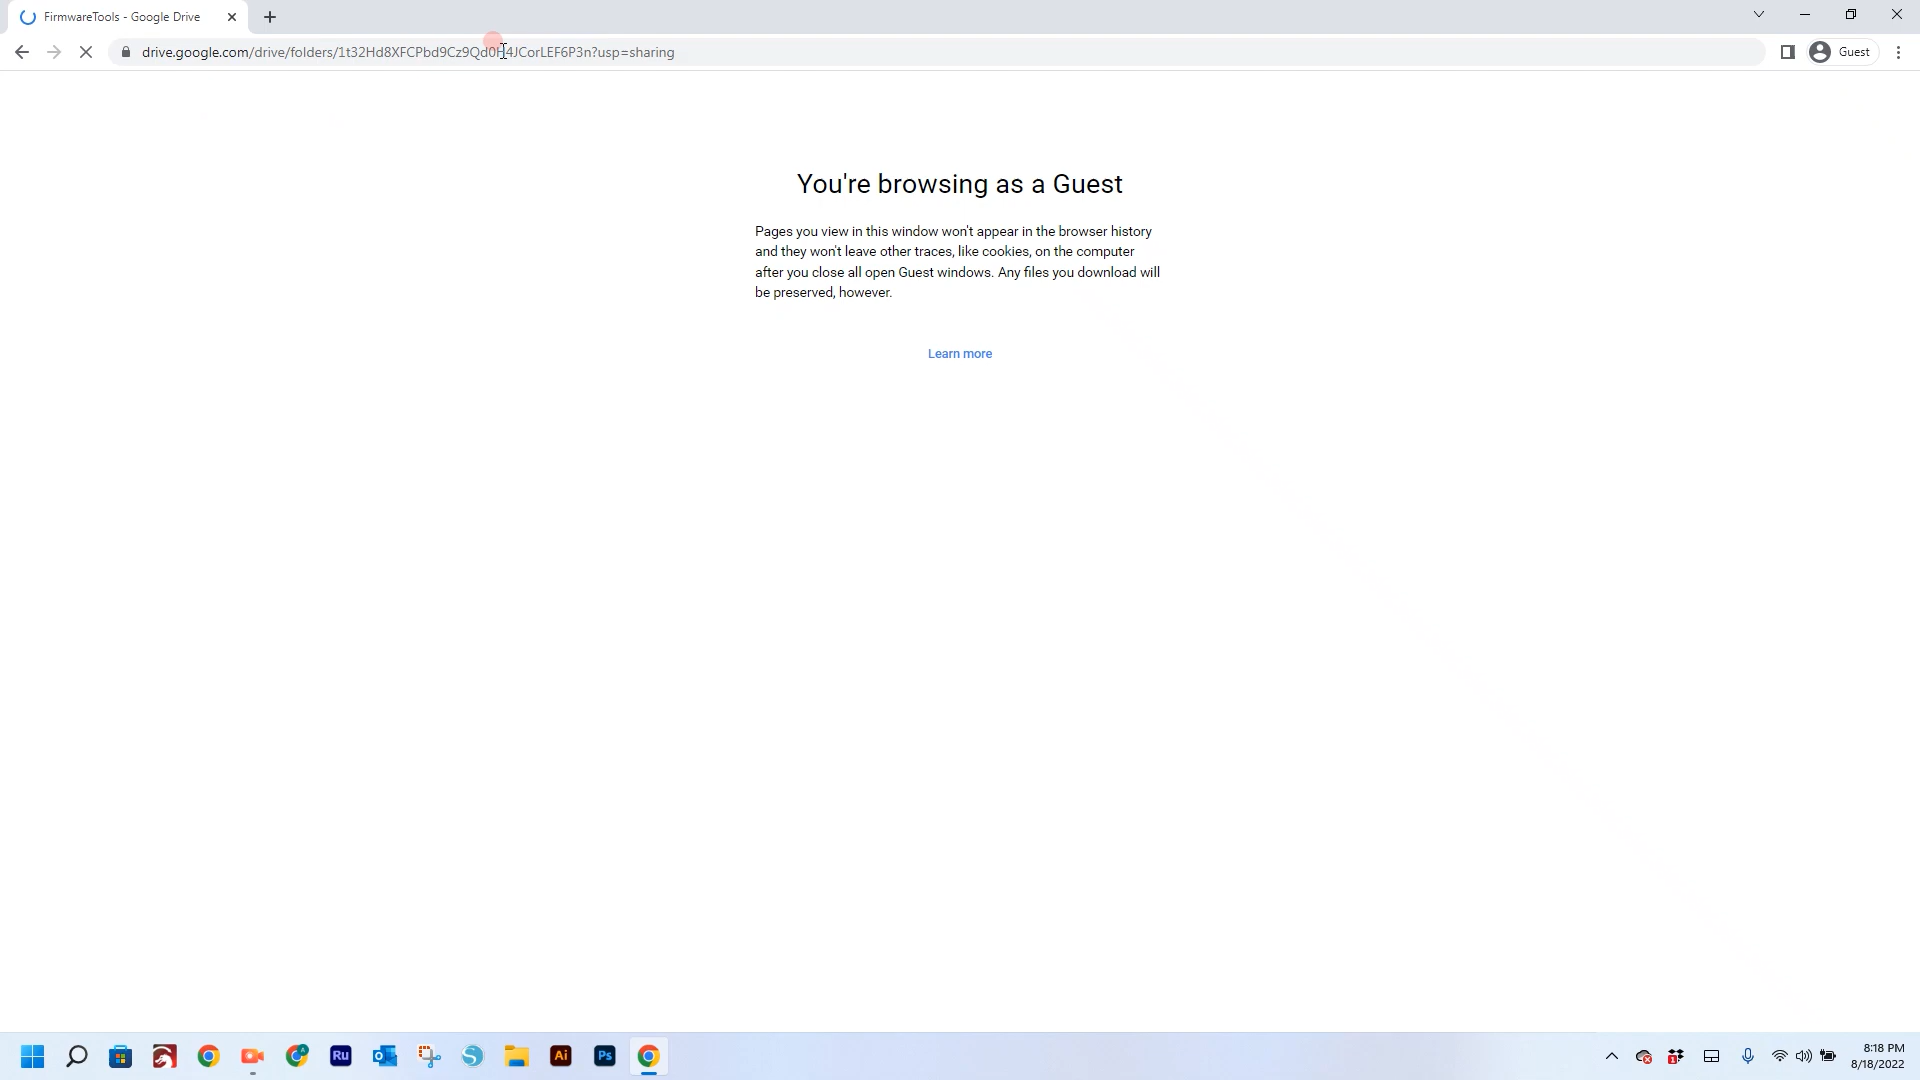 FirmwareTools - Google Drive
drive.google.com/drive/folders/1t32Hd8XFCPbd9Cz9Qd0H4JCorLEF6P3n?usp=sharing
Guest
You're browsing as a Guest
Pages you view in this window won't appear in the browser history
and they won't leave other traces, like cookies, on the computer
after you close all open Guest windows. Any files you download will
be preserved, however.
Learn more
A
Ru
Ai
Ps
1
8:18 PM
8/18/2022